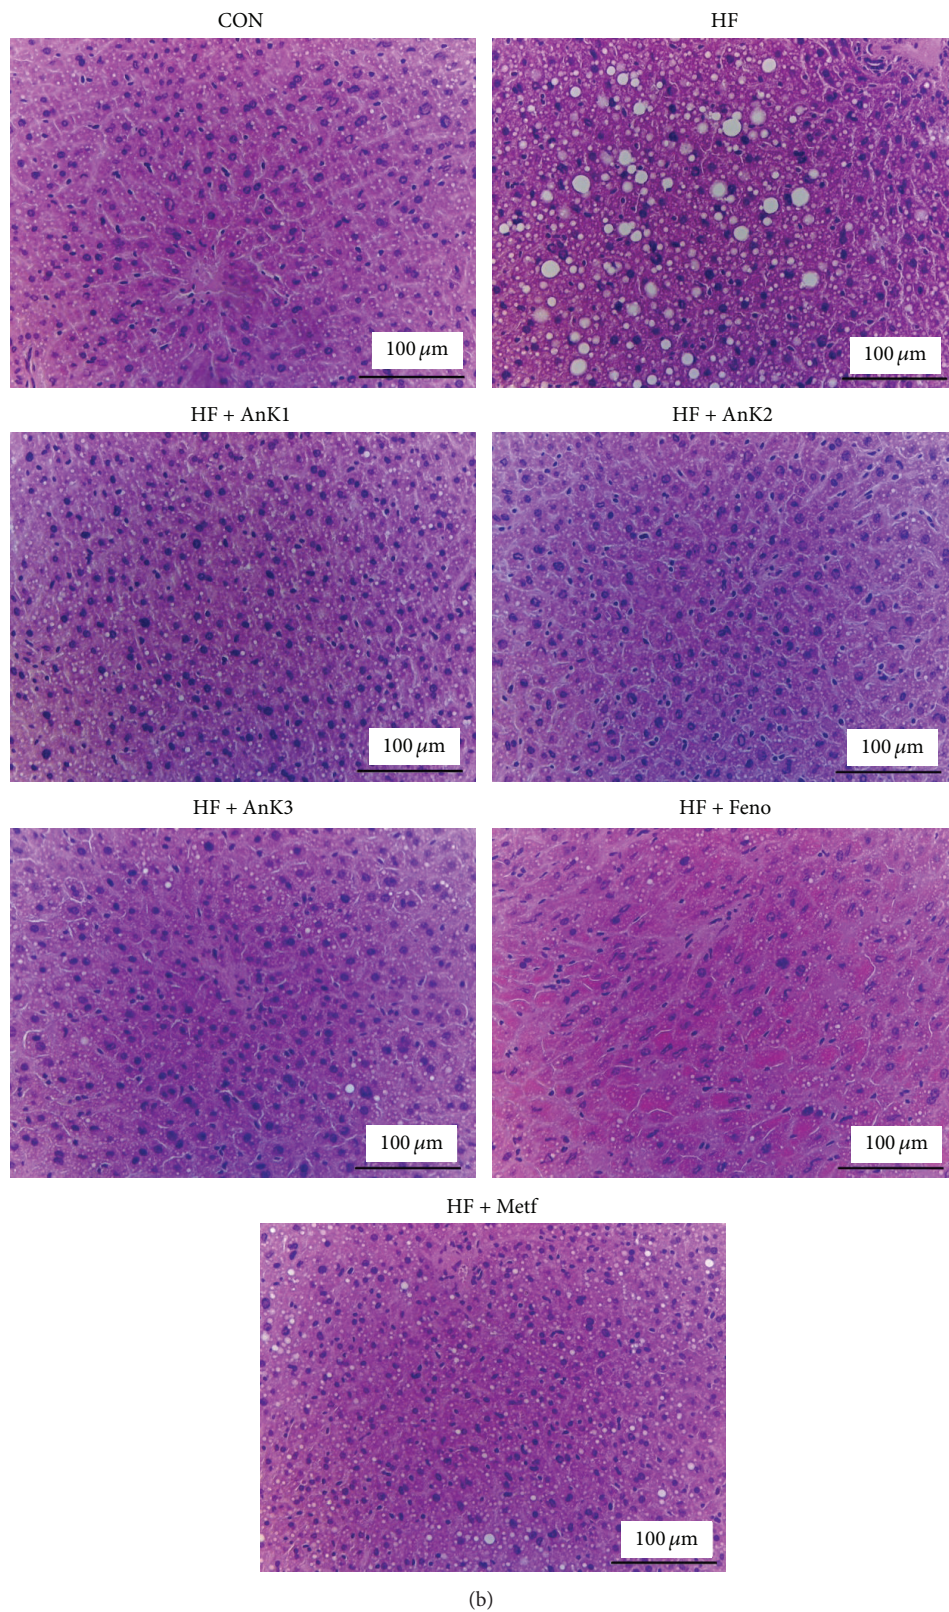 CON
HF
100 μm
100 μm
HF + AnK1
HF + AnK2
100 μm
100 μm
HF + AnK3
HF + Feno
100 μm
100 μm
HF + Metf
100 μm
(b)